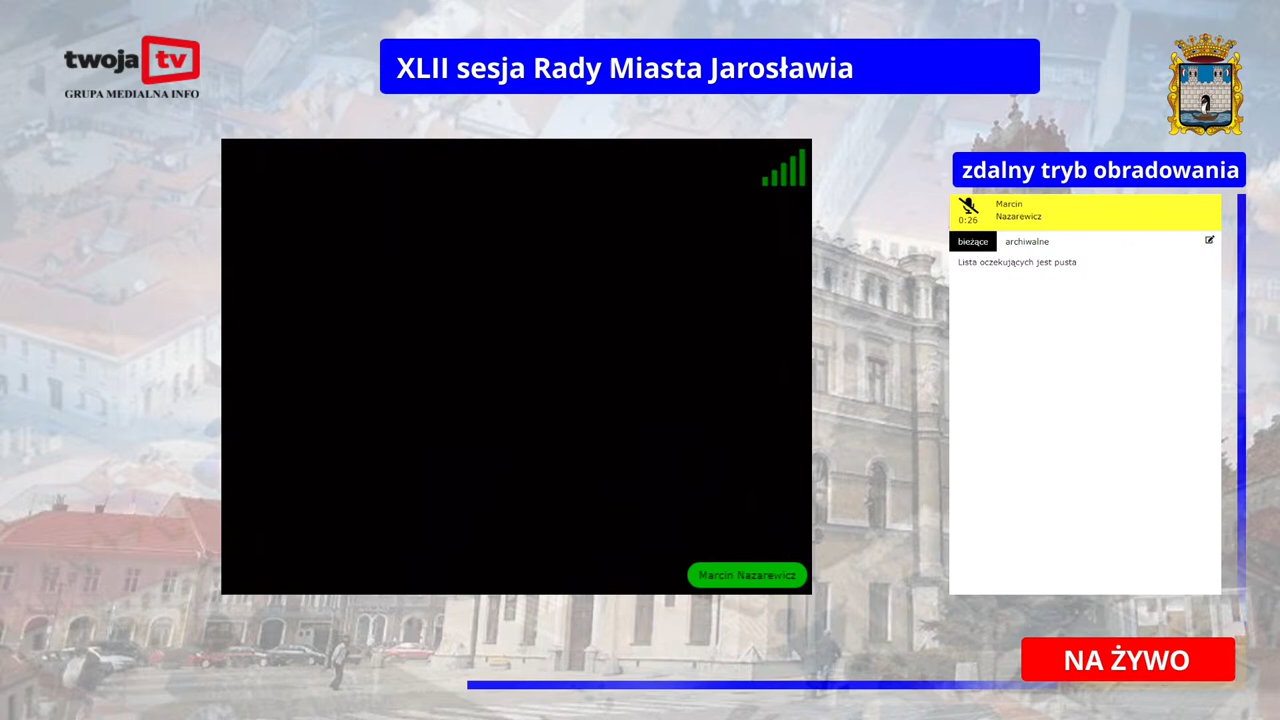 twoja tv
GRUPA MEDIALNA INFO
XLII sesja Rady Miasta Jarosławia
zdalny tryb obradowania
0:26
Marcin
Nazarewicz
bieżące
archiwalne
Lista oczekujących jest pusta
Marcin Nazarewicz
NA ŻYWO